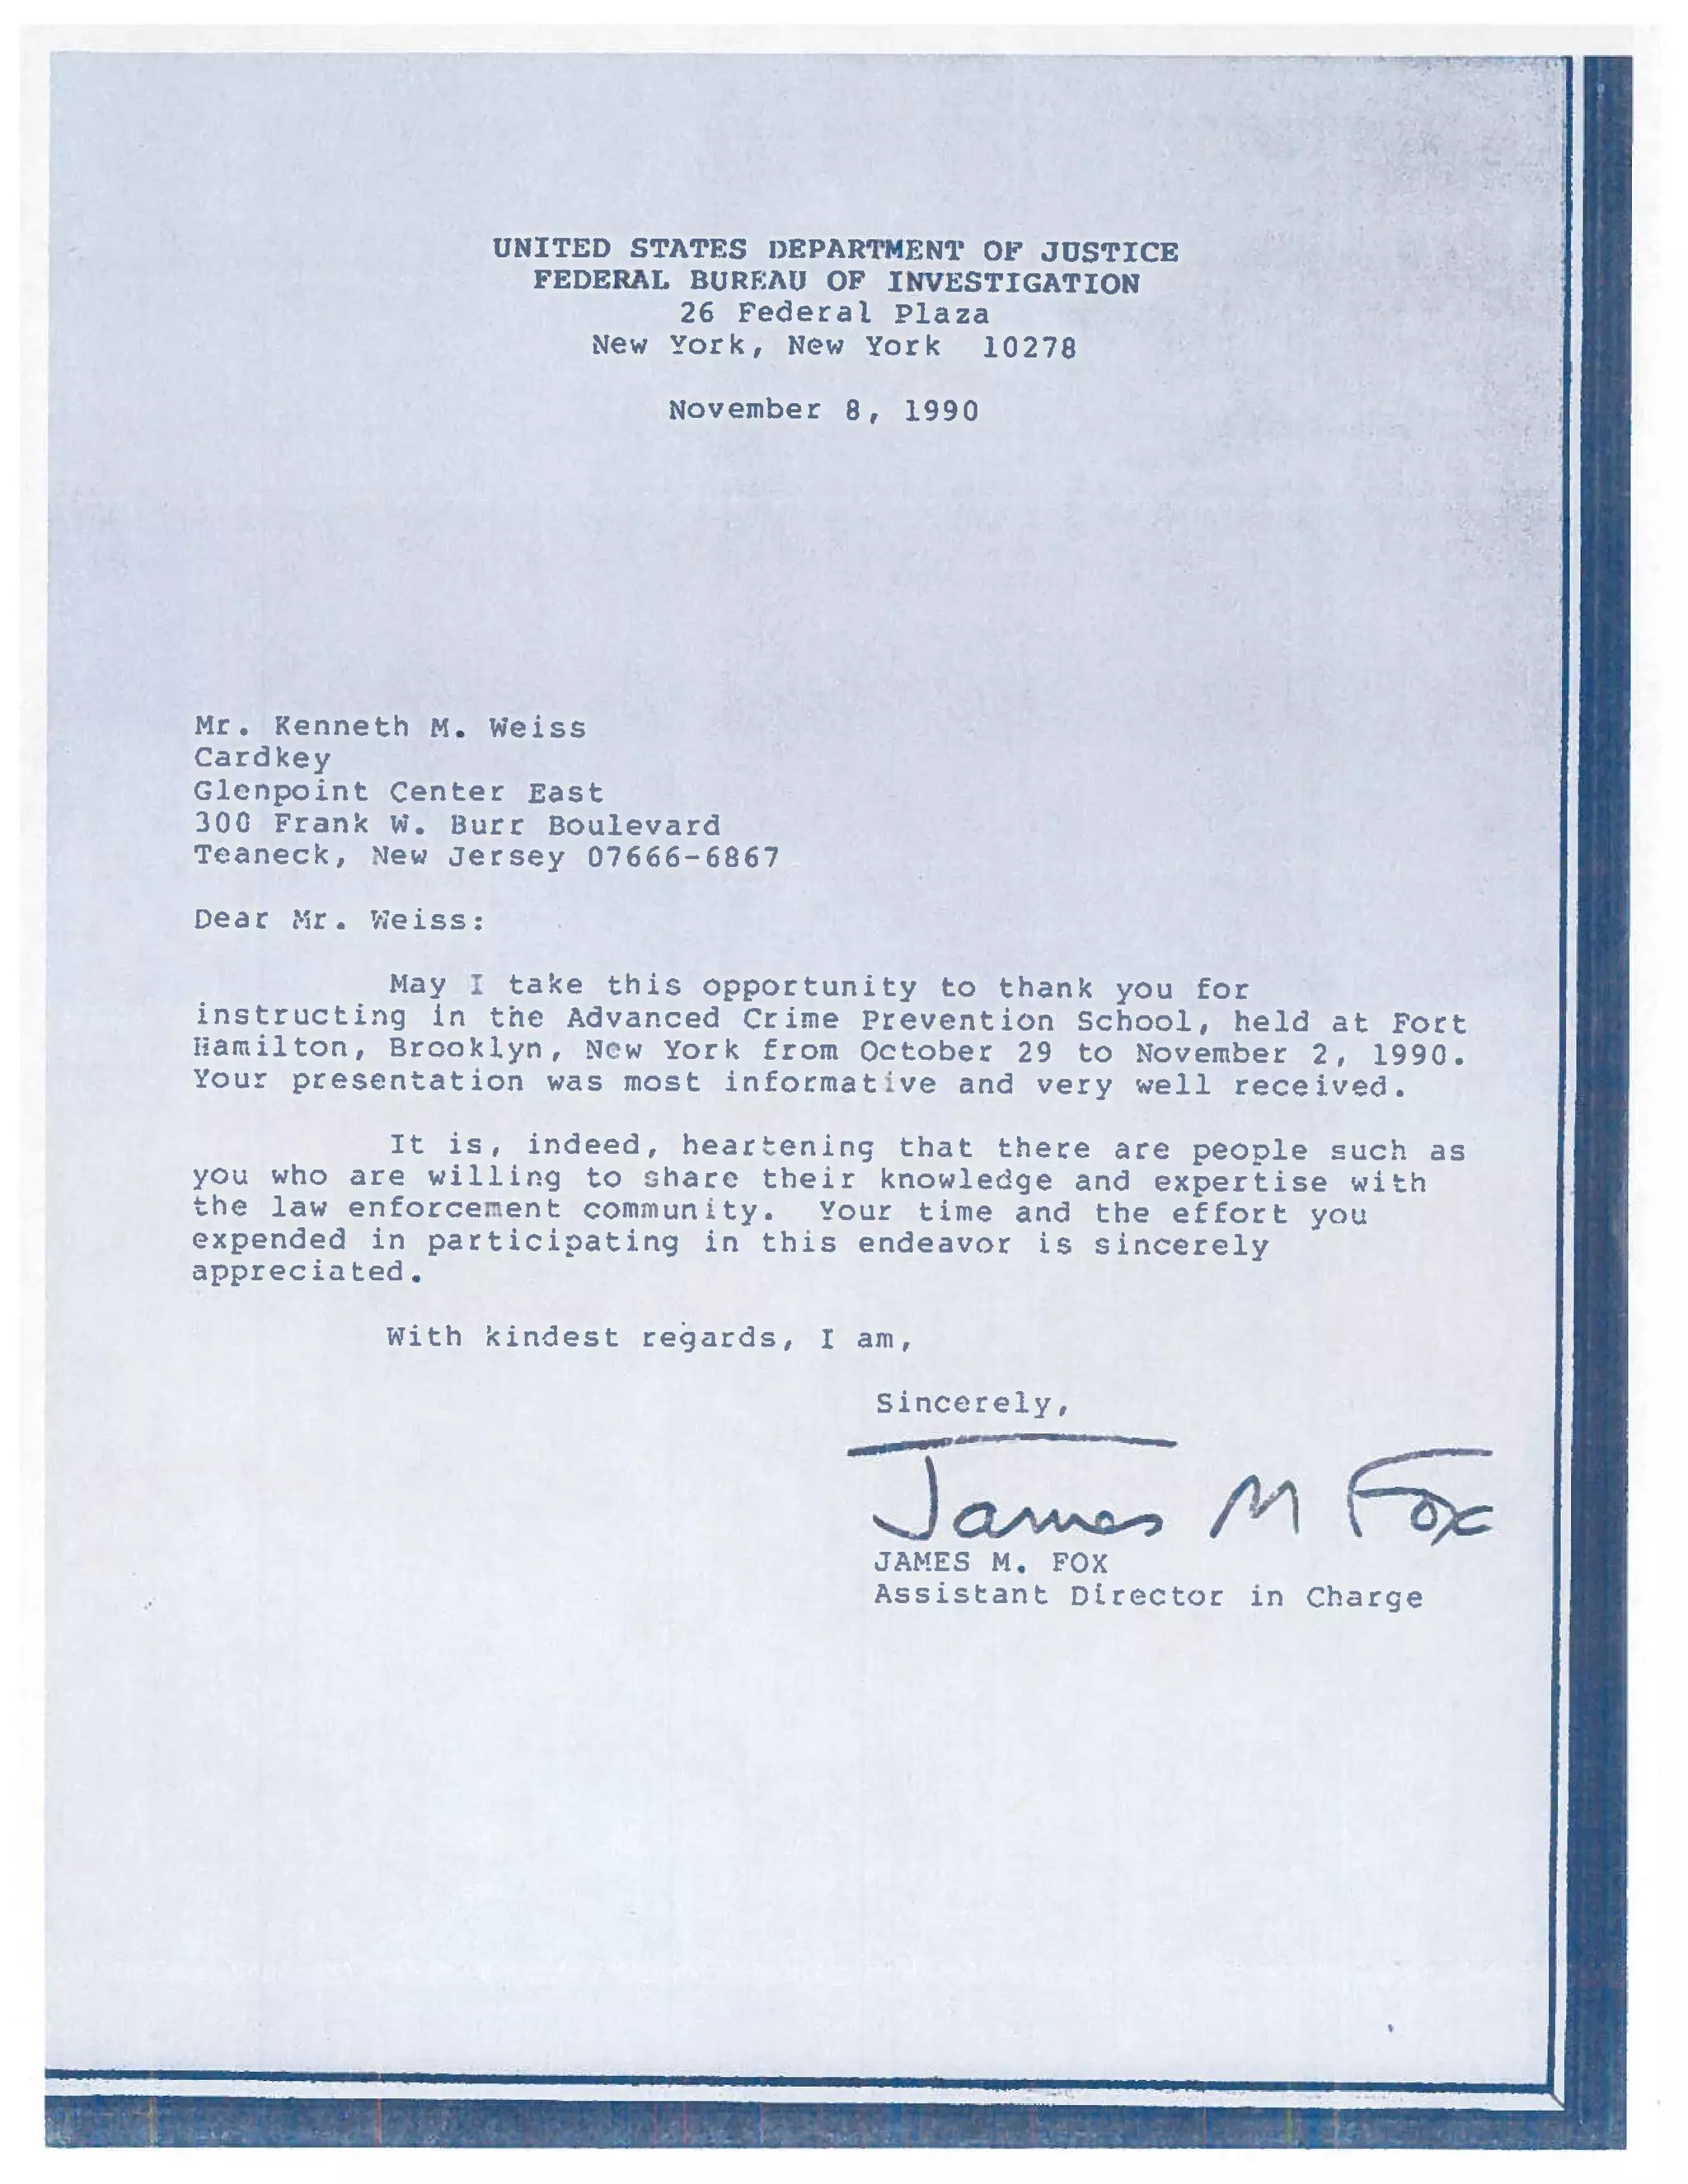 UNITED STATES DEPARTMENT OF JUSTICE
FEDERAL BUREAU OF INVESTIGATION
26 Federal Plaza
New York, New York 10278
November 8, 1990
Mr. Kenneth M. Weiss
Cardkey
Glenpoint Center East
300 Frank W. Burr Boulevard
Teaneck, New Jersey 07666-6867
Dear Mr. Weiss:
May I take this opportunity to thank you for
instructing in the Advanced Crime Prevention School, held at Fort
Hamilton, Brooklyn, New York from October 29 to November 2, 1990.
Your presentation was most informative and very well received.
It is, indeed, heartening that there are people such as
you who are willing to share their knowledge and expertise with
the law enforcement community. Your time and the effort you
expended in participating in this endeavor is sincerely
appreciated.
With kindest regards, I am,
Sincerely,
James M Fox
JAMES M. FOX
Assistant Director in Charge